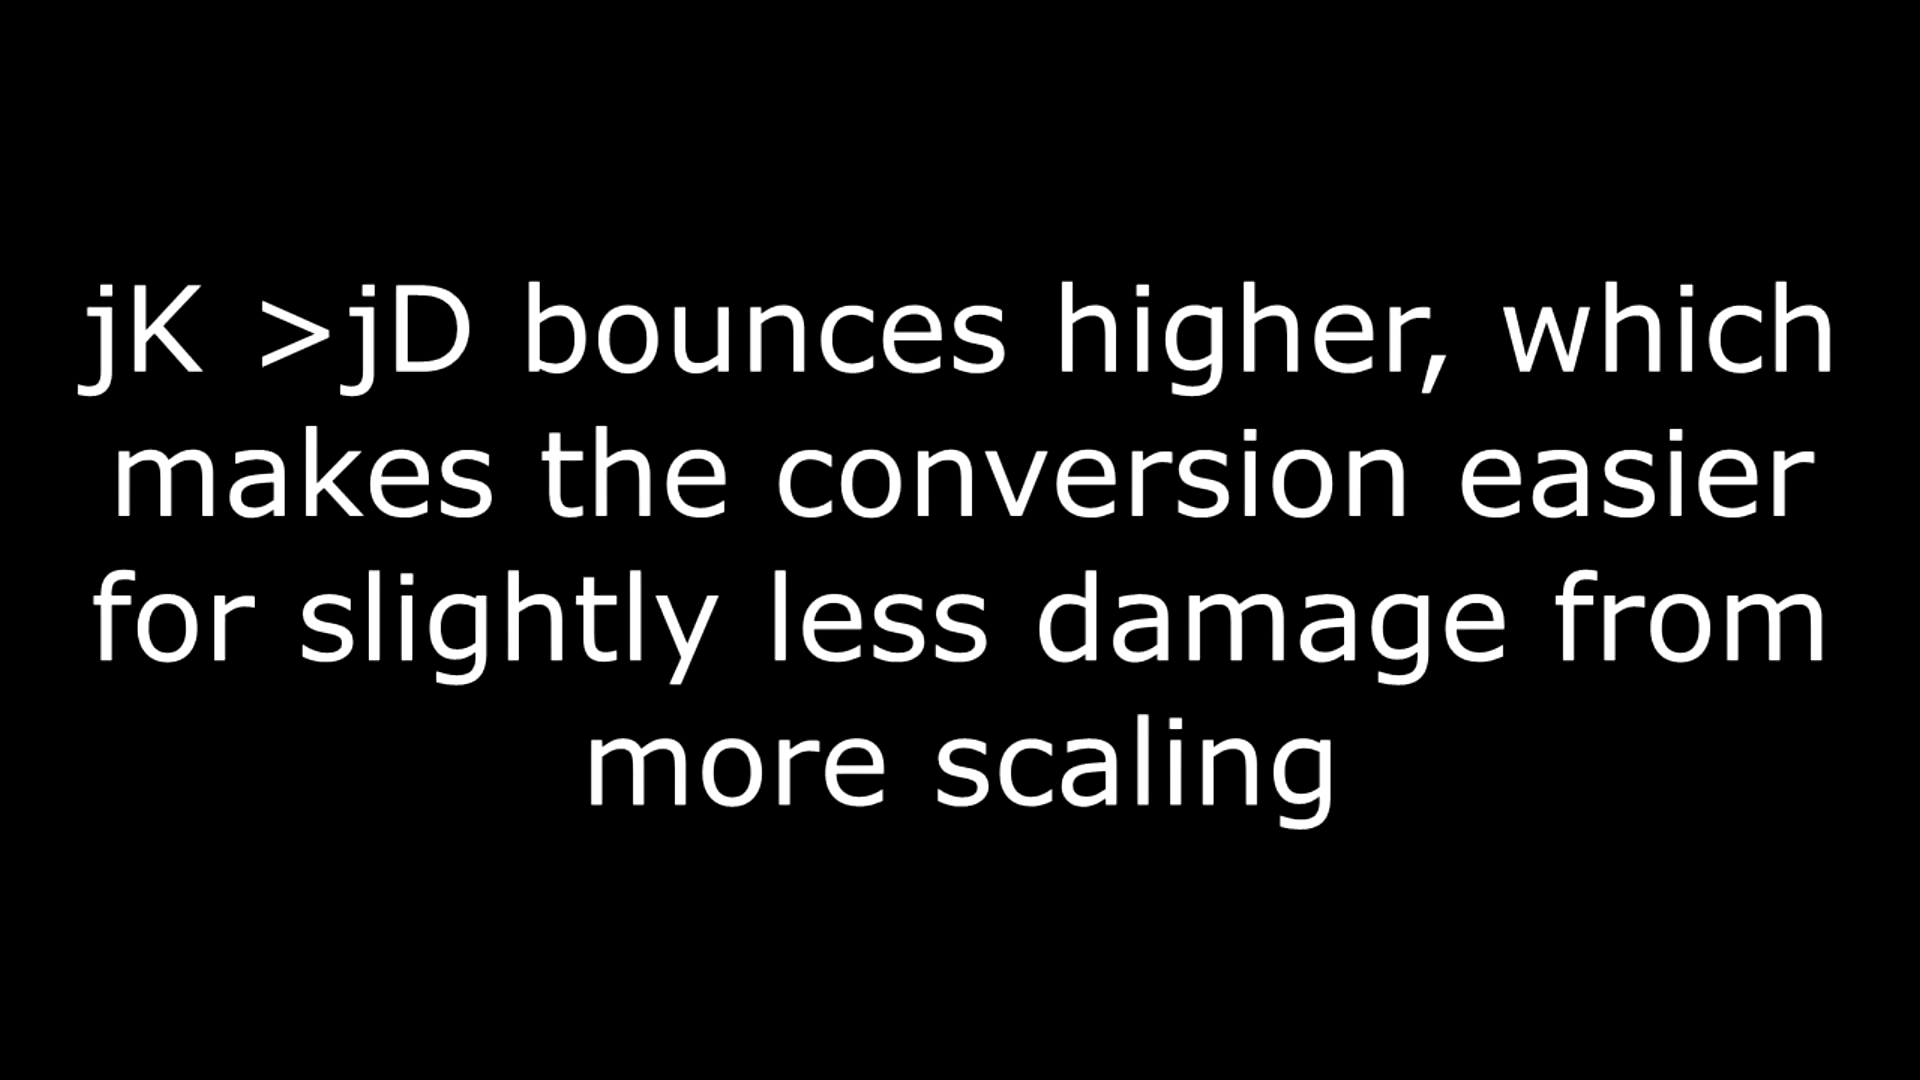 jK >jD bounces higher, which
makes the conversion easier
for slightly less damage from
more scaling